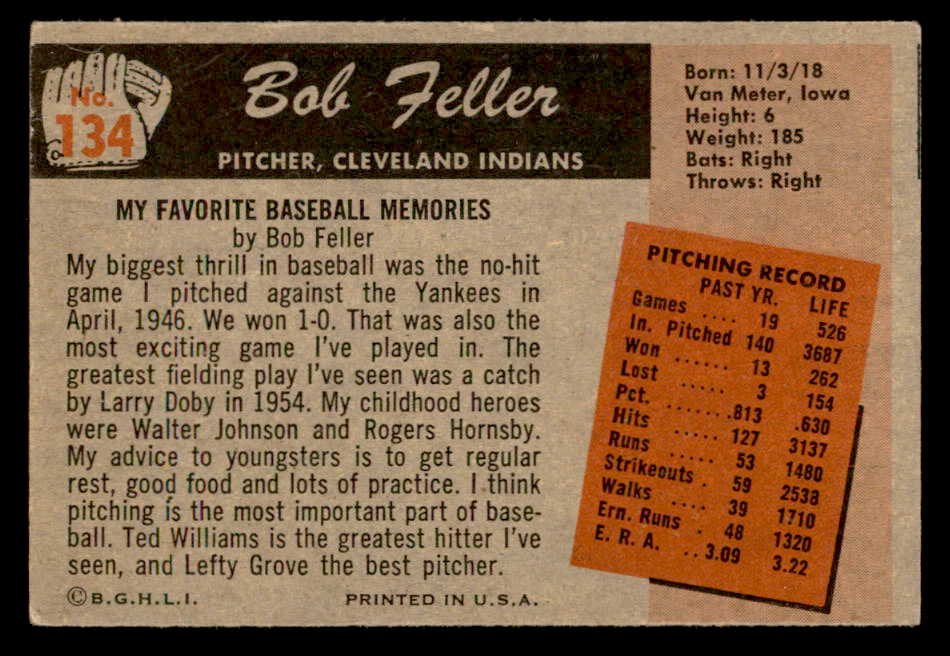 No.
134
Bob Feller
PITCHER, CLEVELAND INDIANS
Born: 11/3/18
Van Meter, Iowa
Height: 6
Weight: 185
Bats: Right
Throws: Right
MY FAVORITE BASEBALL MEMORIES
by Bob Feller
My biggest thrill in baseball was the no-hit
game I pitched against the Yankees in
April, 1946. We won 1-0. That was also the
most exciting game I've played in. The
greatest fielding play I've seen was a catch
by Larry Doby in 1954. My childhood heroes
were Walter Johnson and Rogers Hornsby.
My advice to youngsters is to get regular
rest, good food and lots of practice. I think
pitching is the most important part of base-
ball. Ted Williams is the greatest hitter I've
seen, and Lefty Grove the best pitcher.
PITCHING RECORD
PAST YR. LIFE
Games .... 19 526
In. Pitched 140 3687
Won ...... 13 262
Lost ..... 3 154
Pct. ....... .813 .630
Hits ..... 127 3137
Runs ..... 53 1480
Strikeouts . 59 2538
Walks .... 39 1710
Ern. Runs . 48 1320
E. R. A. .. 3.09 3.22
© B.G.H.L.I. PRINTED IN U.S.A.